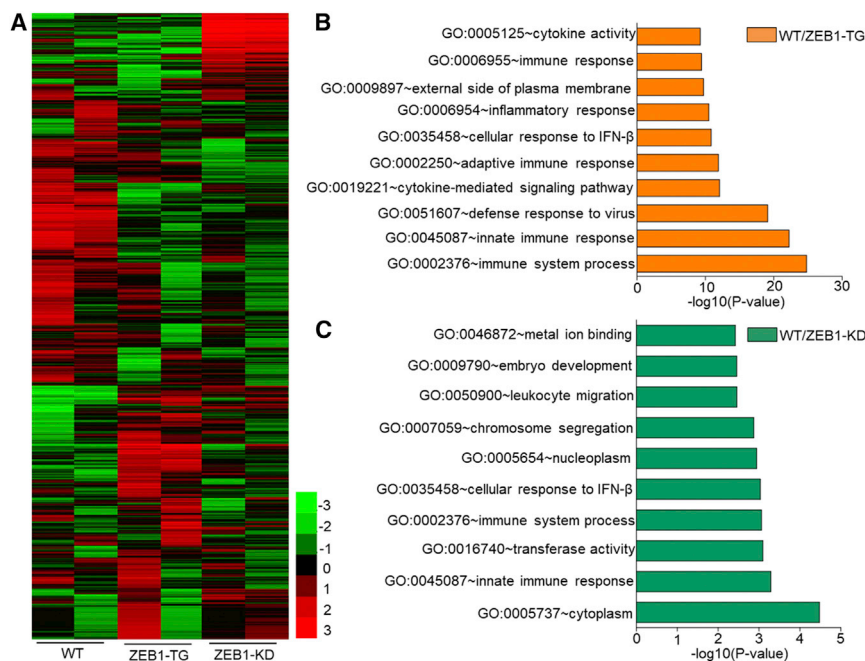 A
-3
-2
-1
0
1
2
3
WT
ZEB1-TG
ZEB1-KD
B
WT/ZEB1-TG
GO:0005125~cytokine activity
GO:0006955~immune response
GO:0009897~external side of plasma membrane
GO:0006954~inflammatory response
GO:0035458~cellular response to IFN-β
GO:0002250~adaptive immune response
GO:0019221~cytokine-mediated signaling pathway
GO:0051607~defense response to virus
GO:0045087~innate immune response
GO:0002376~immune system process
0 10 20 30
-log10(P-value)
C
WT/ZEB1-KD
GO:0046872~metal ion binding
GO:0009790~embryo development
GO:0050900~leukocyte migration
GO:0007059~chromosome segregation
GO:0005654~nucleoplasm
GO:0035458~cellular response to IFN-β
GO:0002376~immune system process
GO:0016740~transferase activity
GO:0045087~innate immune response
GO:0005737~cytoplasm
0 1 2 3 4 5
-log10(P-value)